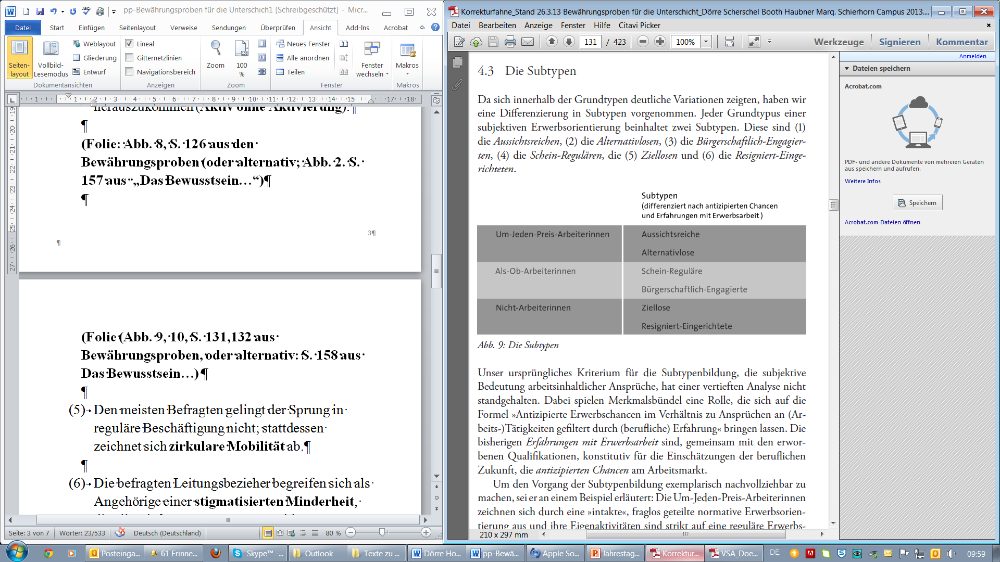 pp-Bewährungsproben für die Unterschich1 [Schreibgeschützt] - Micr...
Datei Start Einfügen Seitenlayout Verweise Sendungen Überprüfen Ansicht Add-Ins Acrobat
Seiten-
layout
Vollbild-
Lesemodus
Weblayout
Gliederung
Entwurf
Dokumentansichten
Lineal
Gitternetzlinien
Navigationsbereich
Anzeigen
Zoom
100
%
Zoom
Neues Fenster
Alle anordnen
Teilen
Fenster
wechseln
Fenster
Makros
Makros
herauszukommen (Aktiv ohne Aktivierung).¶
¶
(Folie: Abb. 8, S. 126 aus den
Bewährungsproben (oder alternativ; Abb. 2. S.
157 aus „Das Bewusstsein…“)¶
¶
3¶
¶
(Folie (Abb. 9, 10, S. 131,132 aus
Bewährungsproben, oder alternativ: S. 158 aus
Das Bewusstsein…) ¶
¶
(5) Den meisten Befragten gelingt der Sprung in
reguläre Beschäftigung nicht; stattdessen
zeichnet sich zirkulare Mobilität ab.¶
¶
(6) Die befragten Leitungsbezieher begreifen sich als
Angehörige einer stigmatisierten Minderheit,
Seite: 3 von 7 Wörter: 23/533 Deutsch (Deutschland) 80 %
Korrekturfahne_Stand 26.3.13 Bewährungsproben für die Unterschicht_Dörre Scherschel Booth Haubner Marq. Schierhorn Campus 2013....
Datei Bearbeiten Anzeige Fenster Hilfe Citavi Picker
131 / 423 100% Werkzeuge Signieren Kommentar
4.3 Die Subtypen
Da sich innerhalb der Grundtypen deutliche Variationen zeigten, haben wir
eine Differenzierung in Subtypen vorgenommen. Jeder Grundtypus einer
subjektiven Erwerbsorientierung beinhaltet zwei Subtypen. Diese sind (1)
die Aussichtsreichen, (2) die Alternativlosen, (3) die Bürgerschaftlich-Engagier-
ten, (4) die Schein-Regulären, die (5) Ziellosen und (6) die Resigniert-Einge-
richteten.
Subtypen
(differenziert nach antizipierten Chancen
und Erfahrungen mit Erwerbsarbeit )
Um-Jeden-Preis-Arbeiterinnen Aussichtsreiche
Alternativlose
Als-Ob-Arbeiterinnen Schein-Reguläre
Bürgerschaftlich-Engagierte
Nicht-Arbeiterinnen Ziellose
Resigniert-Eingerichtete
Abb. 9: Die Subtypen
Unser ursprüngliches Kriterium für die Subtypenbildung, die subjektive
Bedeutung arbeitsinhaltlicher Ansprüche, hat einer vertieften Analyse nicht
standgehalten. Dabei spielen Merkmalsbündel eine Rolle, die sich auf die
Formel »Antizipierte Erwerbschancen im Verhältnis zu Ansprüchen an (Ar-
beits-)Tätigkeiten gefiltert durch (berufliche) Erfahrung« bringen lassen. Die
bisherigen Erfahrungen mit Erwerbsarbeit sind, gemeinsam mit den erwor-
benen Qualifikationen, konstitutiv für die Einschätzungen der beruflichen
Zukunft, die antizipierten Chancen am Arbeitsmarkt.
Um den Vorgang der Subtypenbildung exemplarisch nachvollziehbar zu
machen, sei er an einem Beispiel erläutert: Die Um-Jeden-Preis-Arbeiterinnen
zeichnen sich durch eine »intakte«, fraglos geteilte normative Erwerbsorien-
tierung aus und ihre Eigenaktivitäten sind strikt auf eine reguläre Erwerbs-
210 x 297 mm
Anmelden
Dateien speichern
Acrobat.com
PDF- und andere Dokumente von mehreren Geräten
aus speichern und aufrufen.
Weitere Infos
Speichern
Acrobat.com-Dateien öffnen
Posteinga... 61 Erinne... Skype™ -... Outlook Texte zu ... Dörre Ho... pp-Bewä... Apple So... Jahrestag... Korrektur... VSA_Doe... DE 09:59